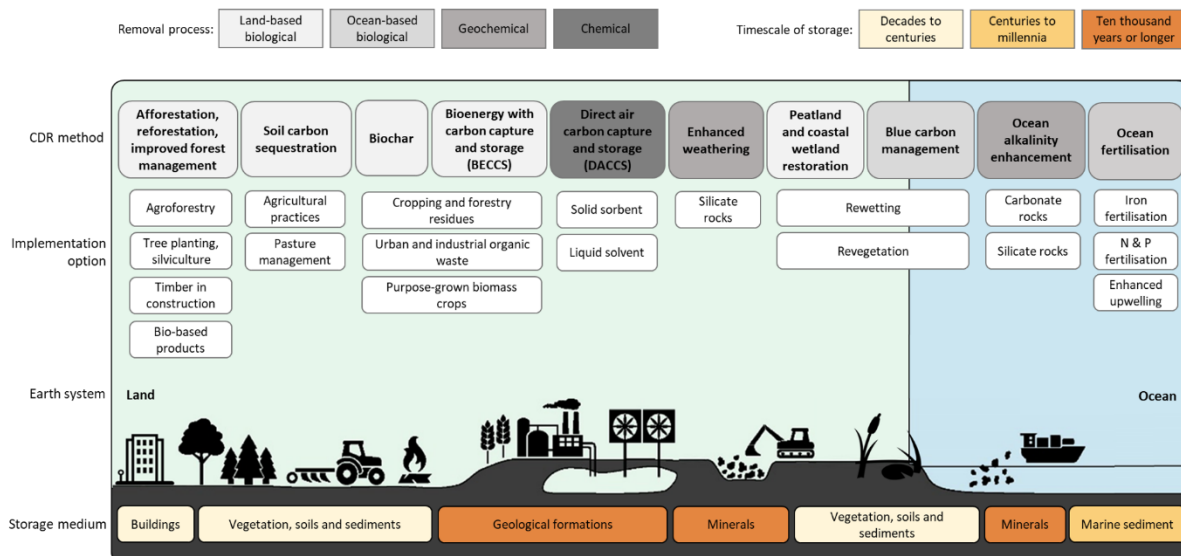 Removal process:
Land-based
biological
Ocean-based
biological
Geochemical
Chemical
Timescale of storage:
Decades to
centuries
Centuries to
millennia
Ten thousand
years or longer
CDR method
Afforestation,
reforestation,
improved forest
management
Soil carbon
sequestration
Biochar
Bioenergy with
carbon capture
and storage
(BECCS)
Direct air
carbon capture
and storage
(DACCS)
Enhanced
weathering
Peatland
and coastal
wetland
restoration
Blue carbon
management
Ocean
alkalinity
enhancement
Ocean
fertilisation
Implementation
option
Agroforestry
Tree planting,
silviculture
Timber in
construction
Bio-based
products
Agricultural
practices
Pasture
management
Cropping and forestry
residues
Urban and industrial organic
waste
Purpose-grown biomass
crops
Solid sorbent
Liquid solvent
Silicate
rocks
Rewetting
Revegetation
Carbonate
rocks
Silicate rocks
Iron
fertilisation
N & P
fertilisation
Enhanced
upwelling
Earth system
Land
Ocean
Storage medium
Buildings
Vegetation, soils and sediments
Geological formations
Minerals
Vegetation, soils and
sediments
Minerals
Marine sediment